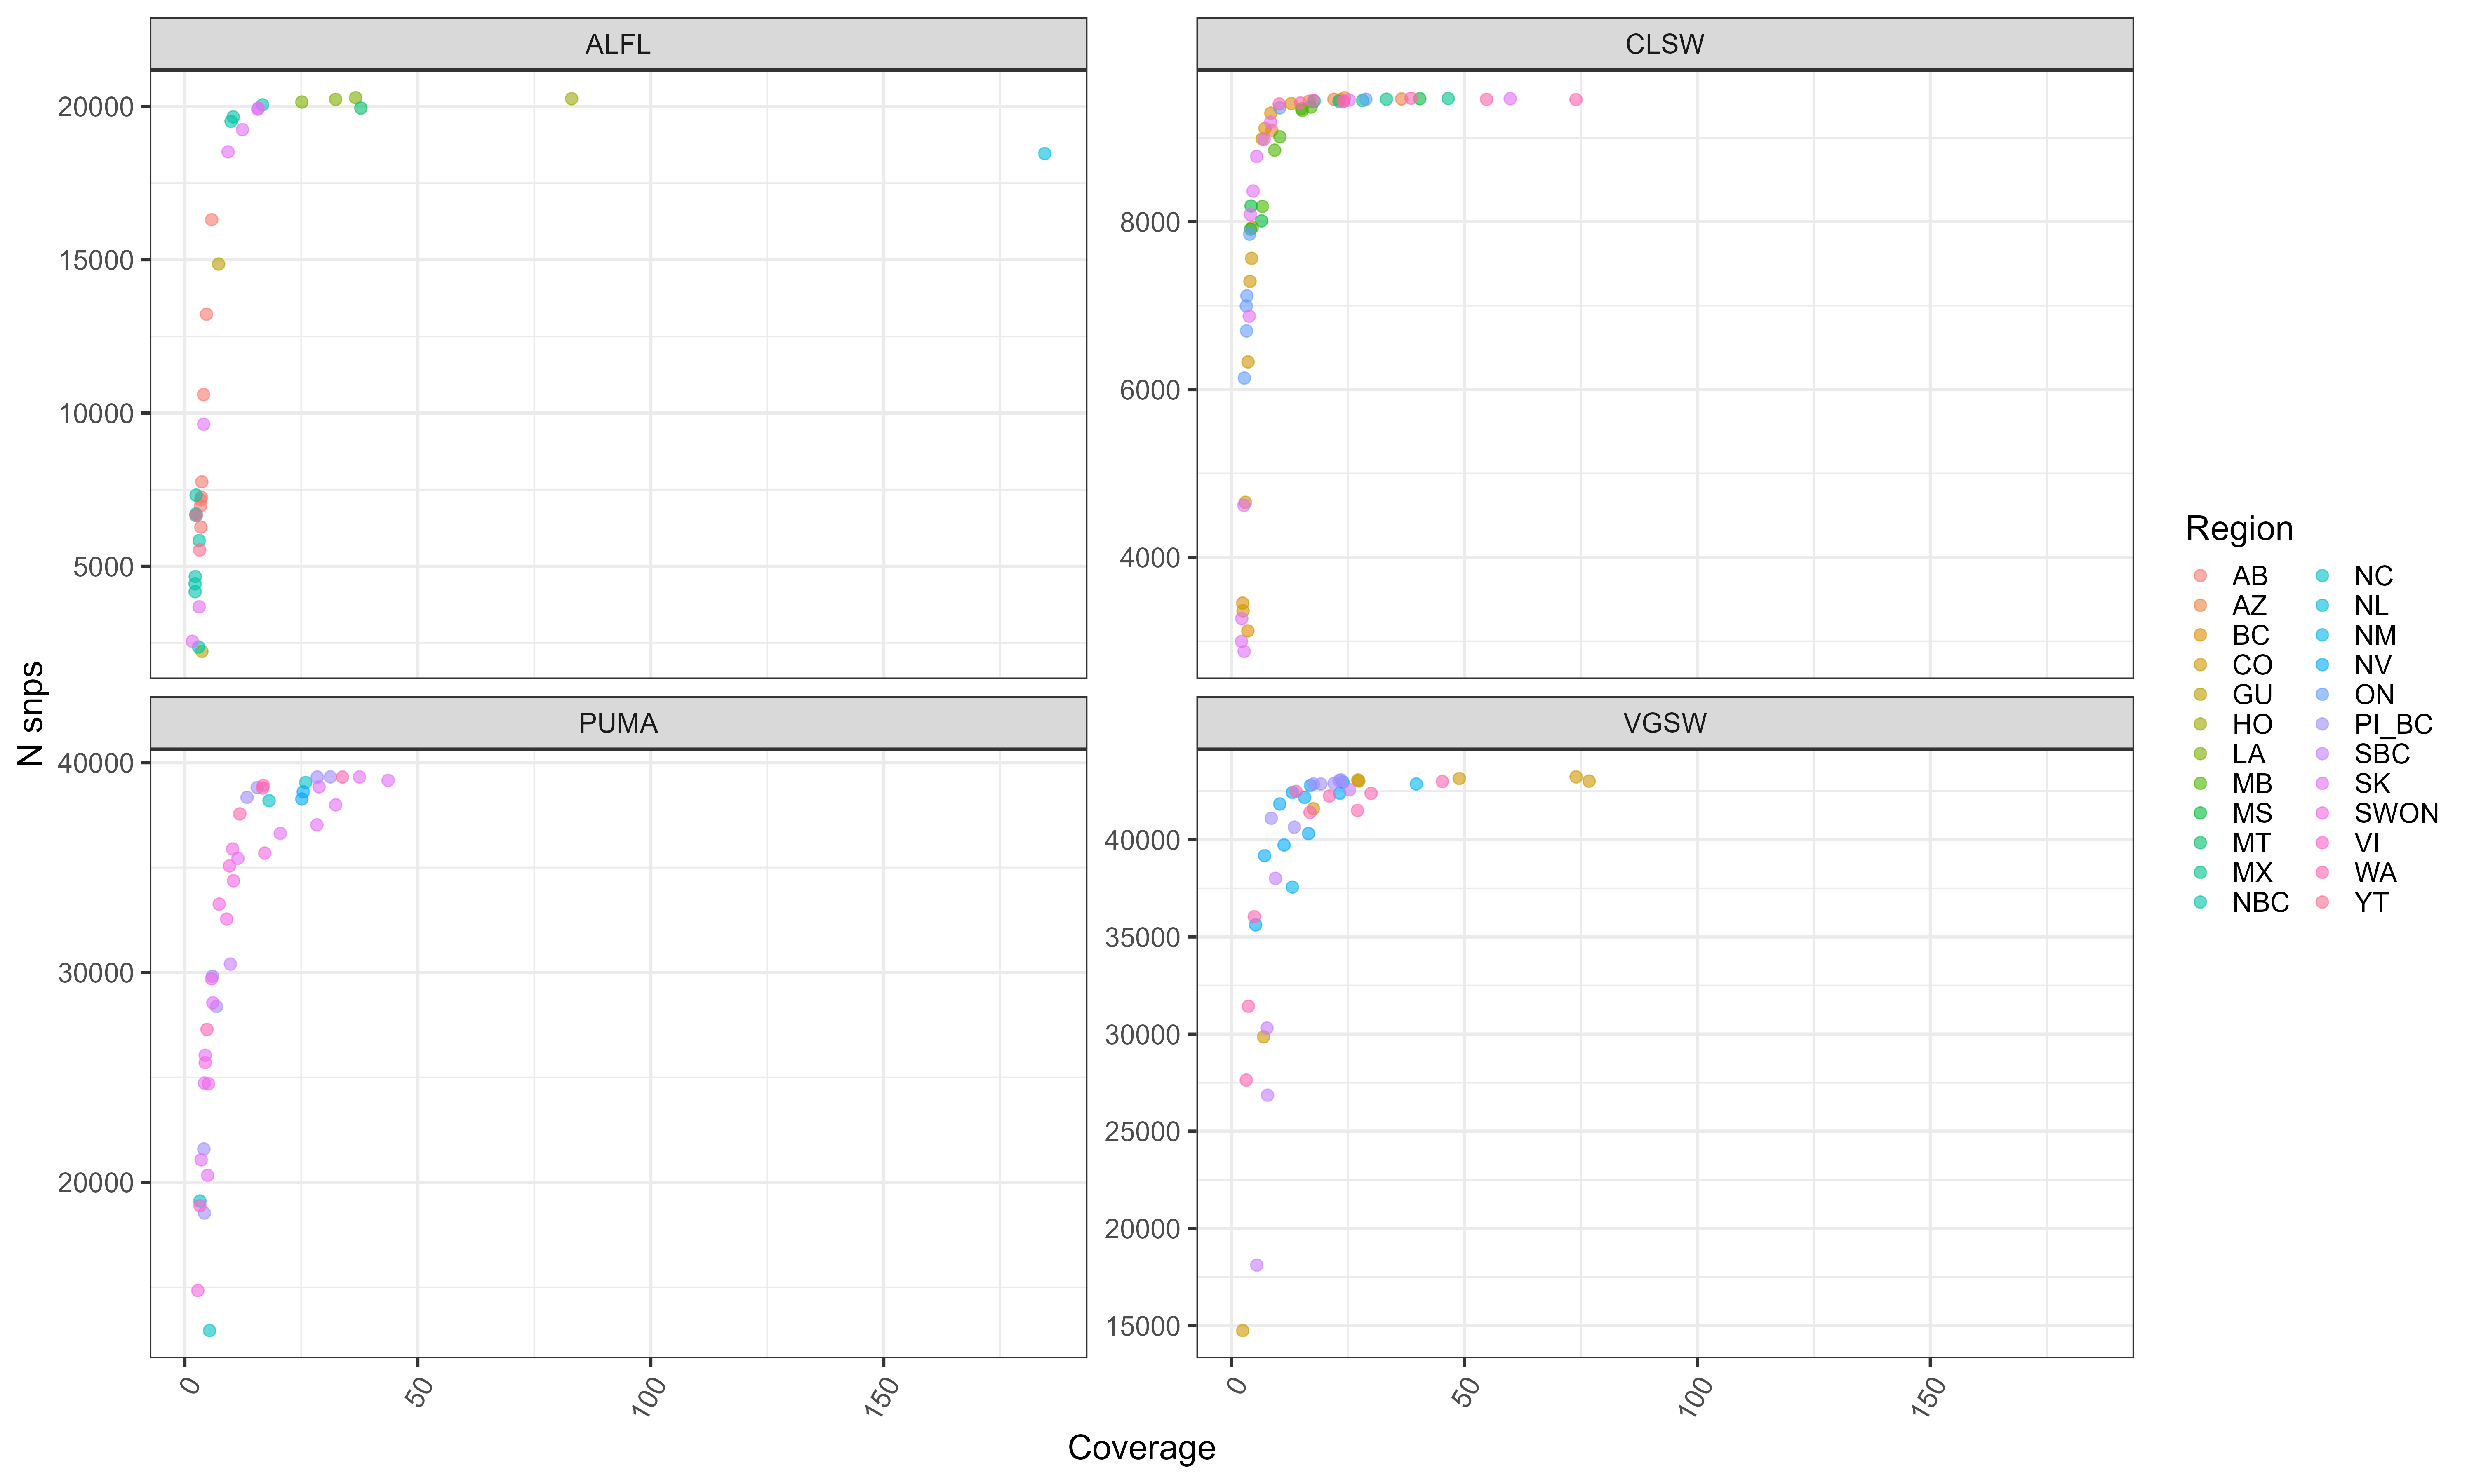 ALFL
CLSW
20000
15000
10000
5000
8000
6000
4000
N snps
PUMA
VGSW
40000
30000
20000
40000
35000
30000
25000
20000
15000
0 50 100 150
0 50 100 150
Coverage
Region
AB NC
AZ NL
BC NM
CO NV
GU ON
HO PI_BC
LA SBC
MB SK
MS SWON
MT VI
MX WA
NBC YT